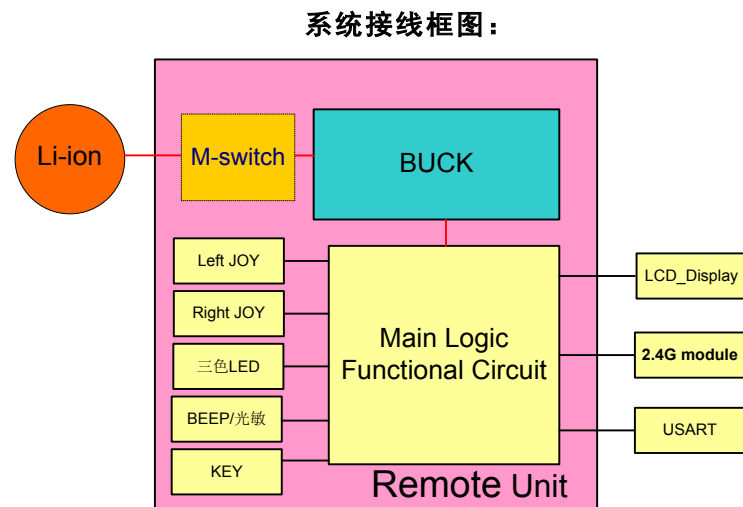 系统接线框图：
Li-ion
M-switch
BUCK
Left JOY
Right JOY
三色LED
BEEP/光敏
KEY
Main Logic
Functional Circuit
LCD_Display
2.4G module
USART
Remote Unit